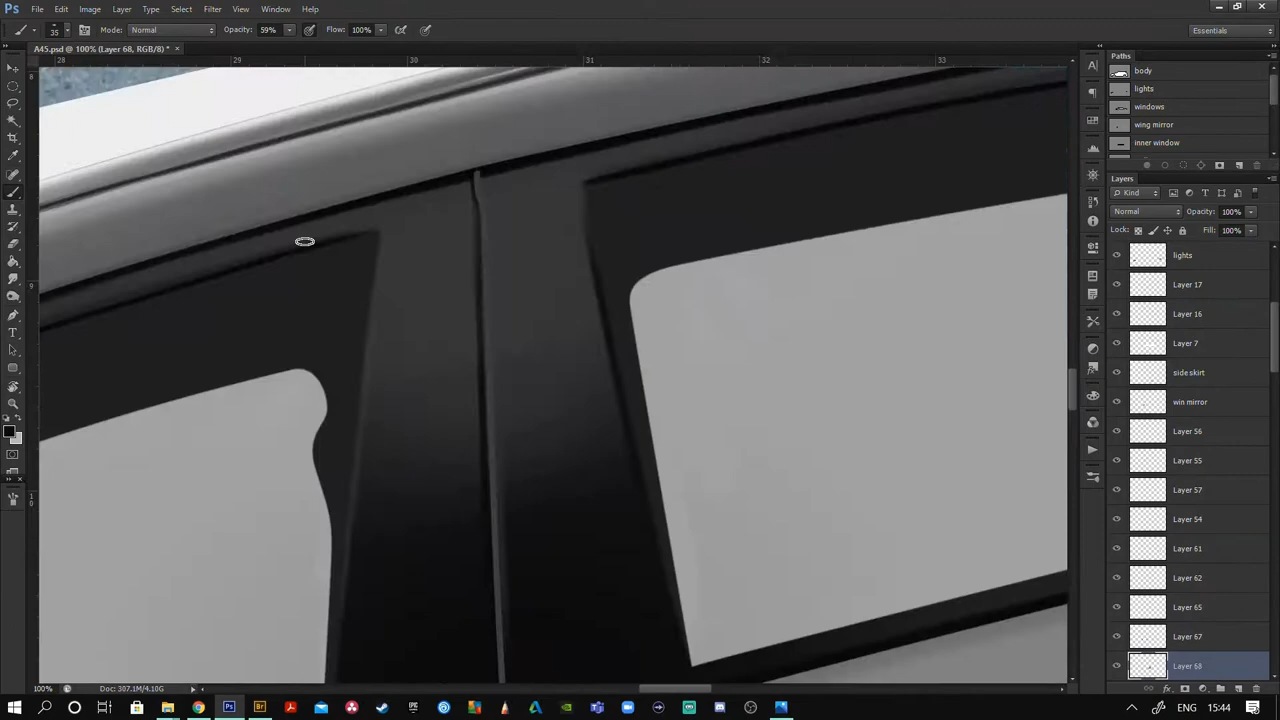 Ps File Edit Image Layer Type Select Filter View Window Help
35 Mode: Normal Opacity: 59% Flow: 100% Essentials
A45.psd @ 100% (Layer 68, RGB/8) * ×
28 29 30 31 32 33
8
9
10
Paths
body
lights
windows
wing mirror
inner window
Layers
Kind
Normal Opacity: 100%
Lock: Fill: 100%
lights
Layer 17
Layer 16
Layer 7
side skirt
win mirror
Layer 56
Layer 55
Layer 57
Layer 54
Layer 61
Layer 62
Layer 65
Layer 67
Layer 68
100% Doc: 307.1M/4.10G
ENG 15:44